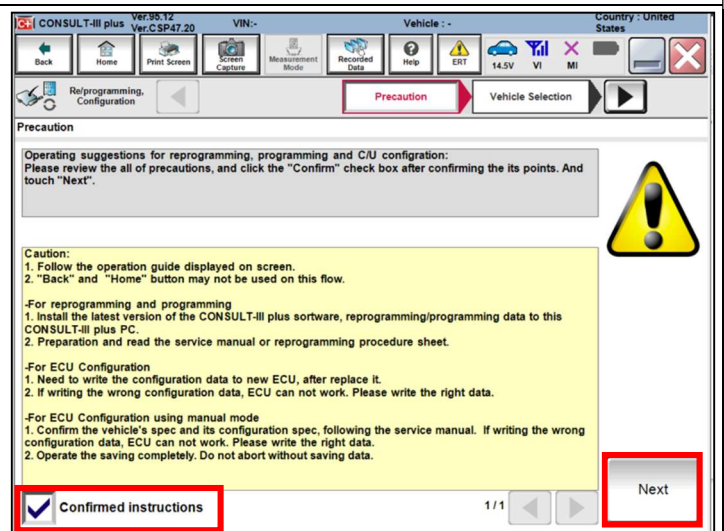 C+ CONSULT-III plus Ver.95.12 Ver.CSP47.20 VIN:- Vehicle : - Country : United States
Back Home Print Screen Screen Capture Measurement Mode Recorded Data Help ERT 14.5V VI MI
Re/programming, Configuration Precaution Vehicle Selection
Precaution
Operating suggestions for reprogramming, programming and C/U configration:
Please review the all of precautions, and click the "Confirm" check box after confirming the its points. And
touch "Next".
Caution:
1. Follow the operation guide displayed on screen.
2. "Back" and "Home" button may not be used on this flow.
-For reprogramming and programming
1. Install the latest version of the CONSULT-III plus sortware, reprogramming/programming data to this
CONSULT-III plus PC.
2. Preparation and read the service manual or reprogramming procedure sheet.
-For ECU Configuration
1. Need to write the configuration data to new ECU, after replace it.
2. If writing the wrong configuration data, ECU can not work. Please write the right data.
-For ECU Configuration using manual mode
1. Confirm the vehicle's spec and its configuration spec, following the service manual. If writing the wrong
configuration data, ECU can not work. Please write the right data.
2. Operate the saving completely. Do not abort without saving data.
Confirmed instructions
1/1
Next